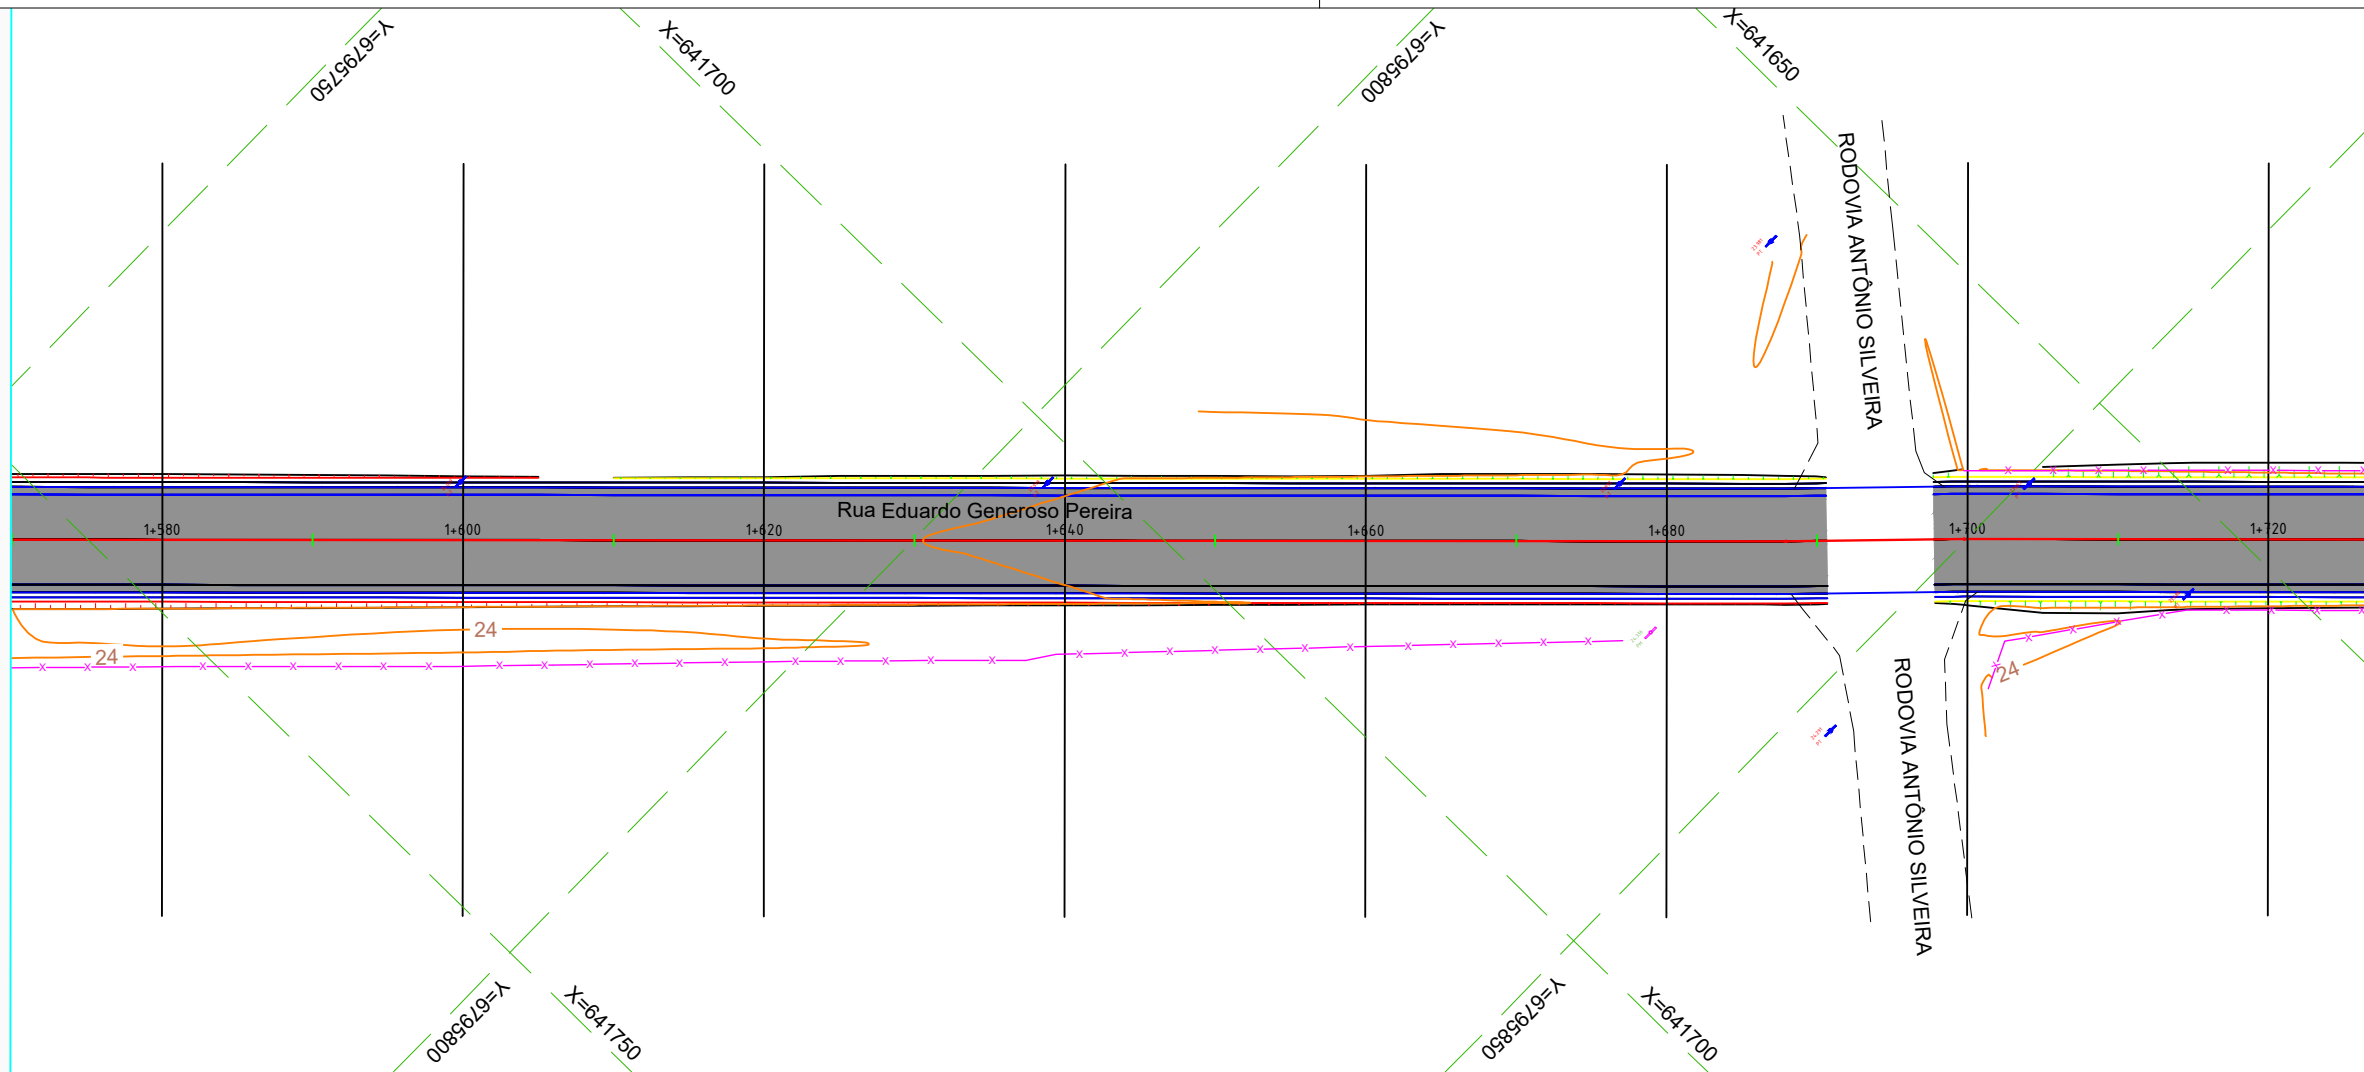 Y=6795750
X=641700
Y=6795800
X=641650
RODOVIA ANTÔNIO SILVEIRA
Rua Eduardo Generoso Pereira
1+580
1+600
1+620
1+640
1+660
1+680
1+700
1+720
24
24
24
RODOVIA ANTÔNIO SILVEIRA
Y=6795800
X=641750
Y=6795850
X=641700